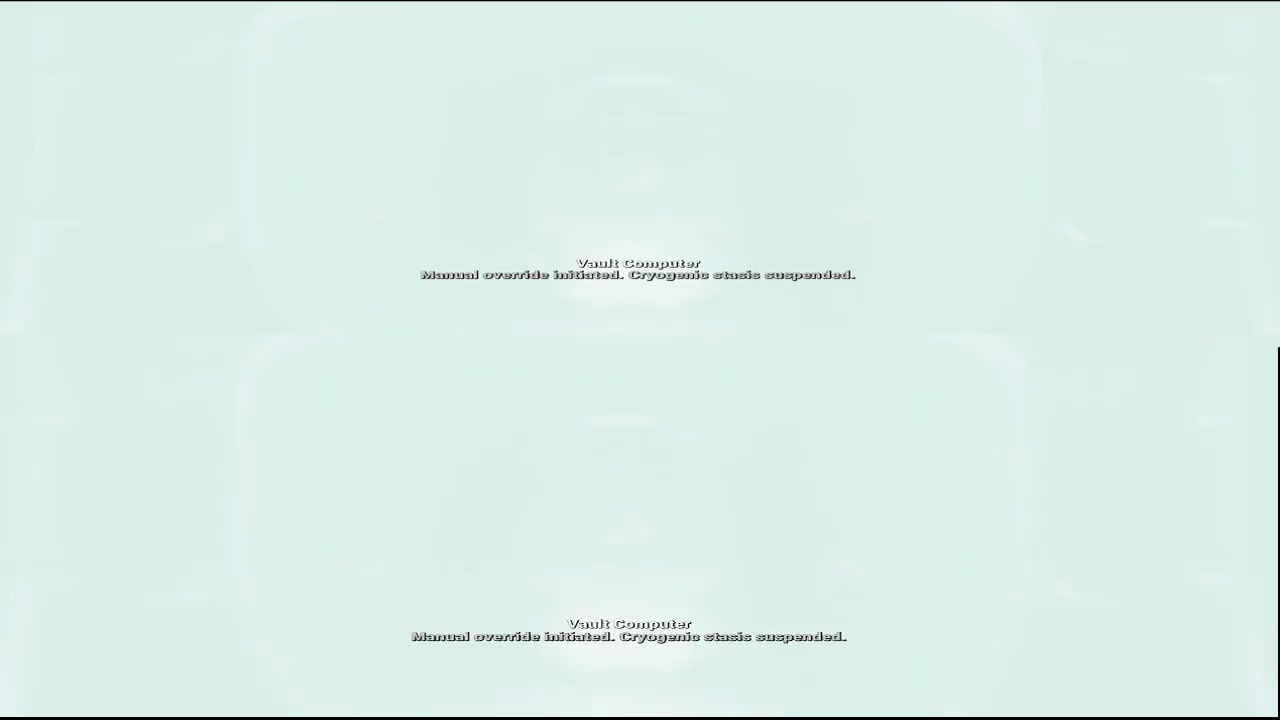 Vault Computer
Manual override initiated. Cryogenic stasis suspended.
Vault Computer
Manual override initiated. Cryogenic stasis suspended.